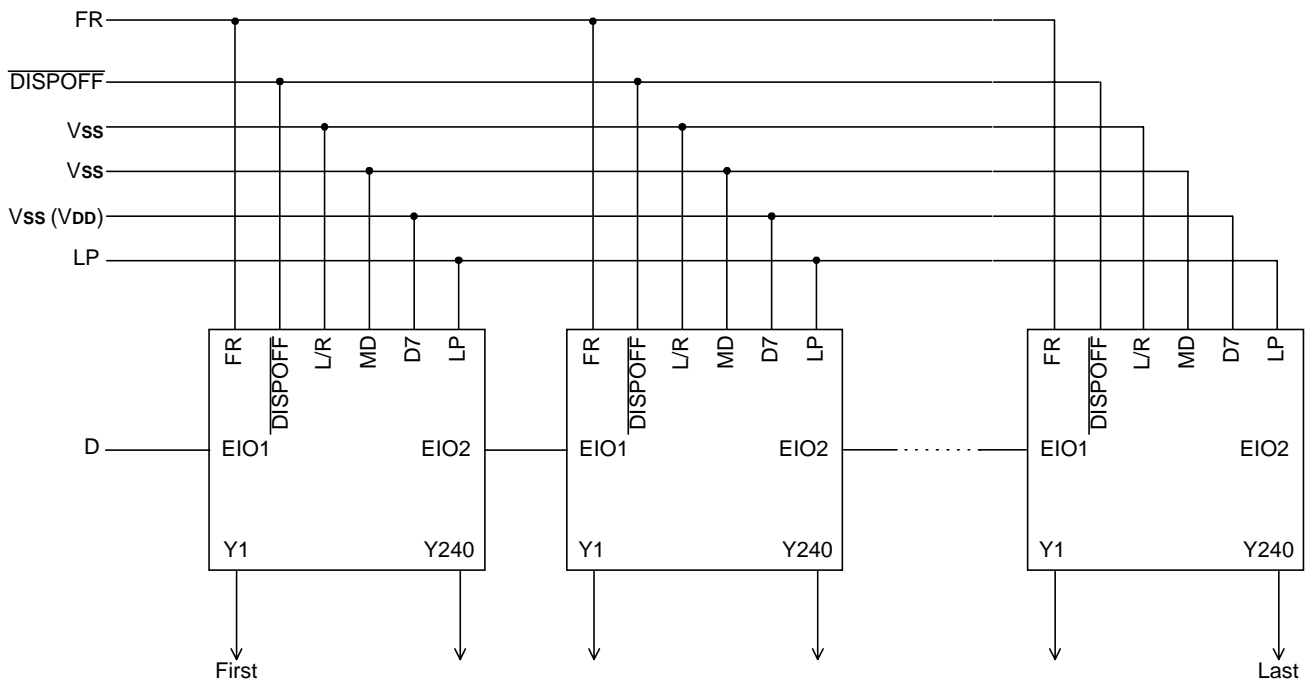 FR
DISPOFF
Vss
Vss
Vss (VDD)
LP
FR
DISPOFF
L/R
MD
D7
LP
FR
DISPOFF
L/R
MD
D7
LP
FR
DISPOFF
L/R
MD
D7
LP
D
EIO1
EIO2
EIO1
EIO2
EIO1
EIO2
Y1
Y240
Y1
Y240
Y1
Y240
First
Last